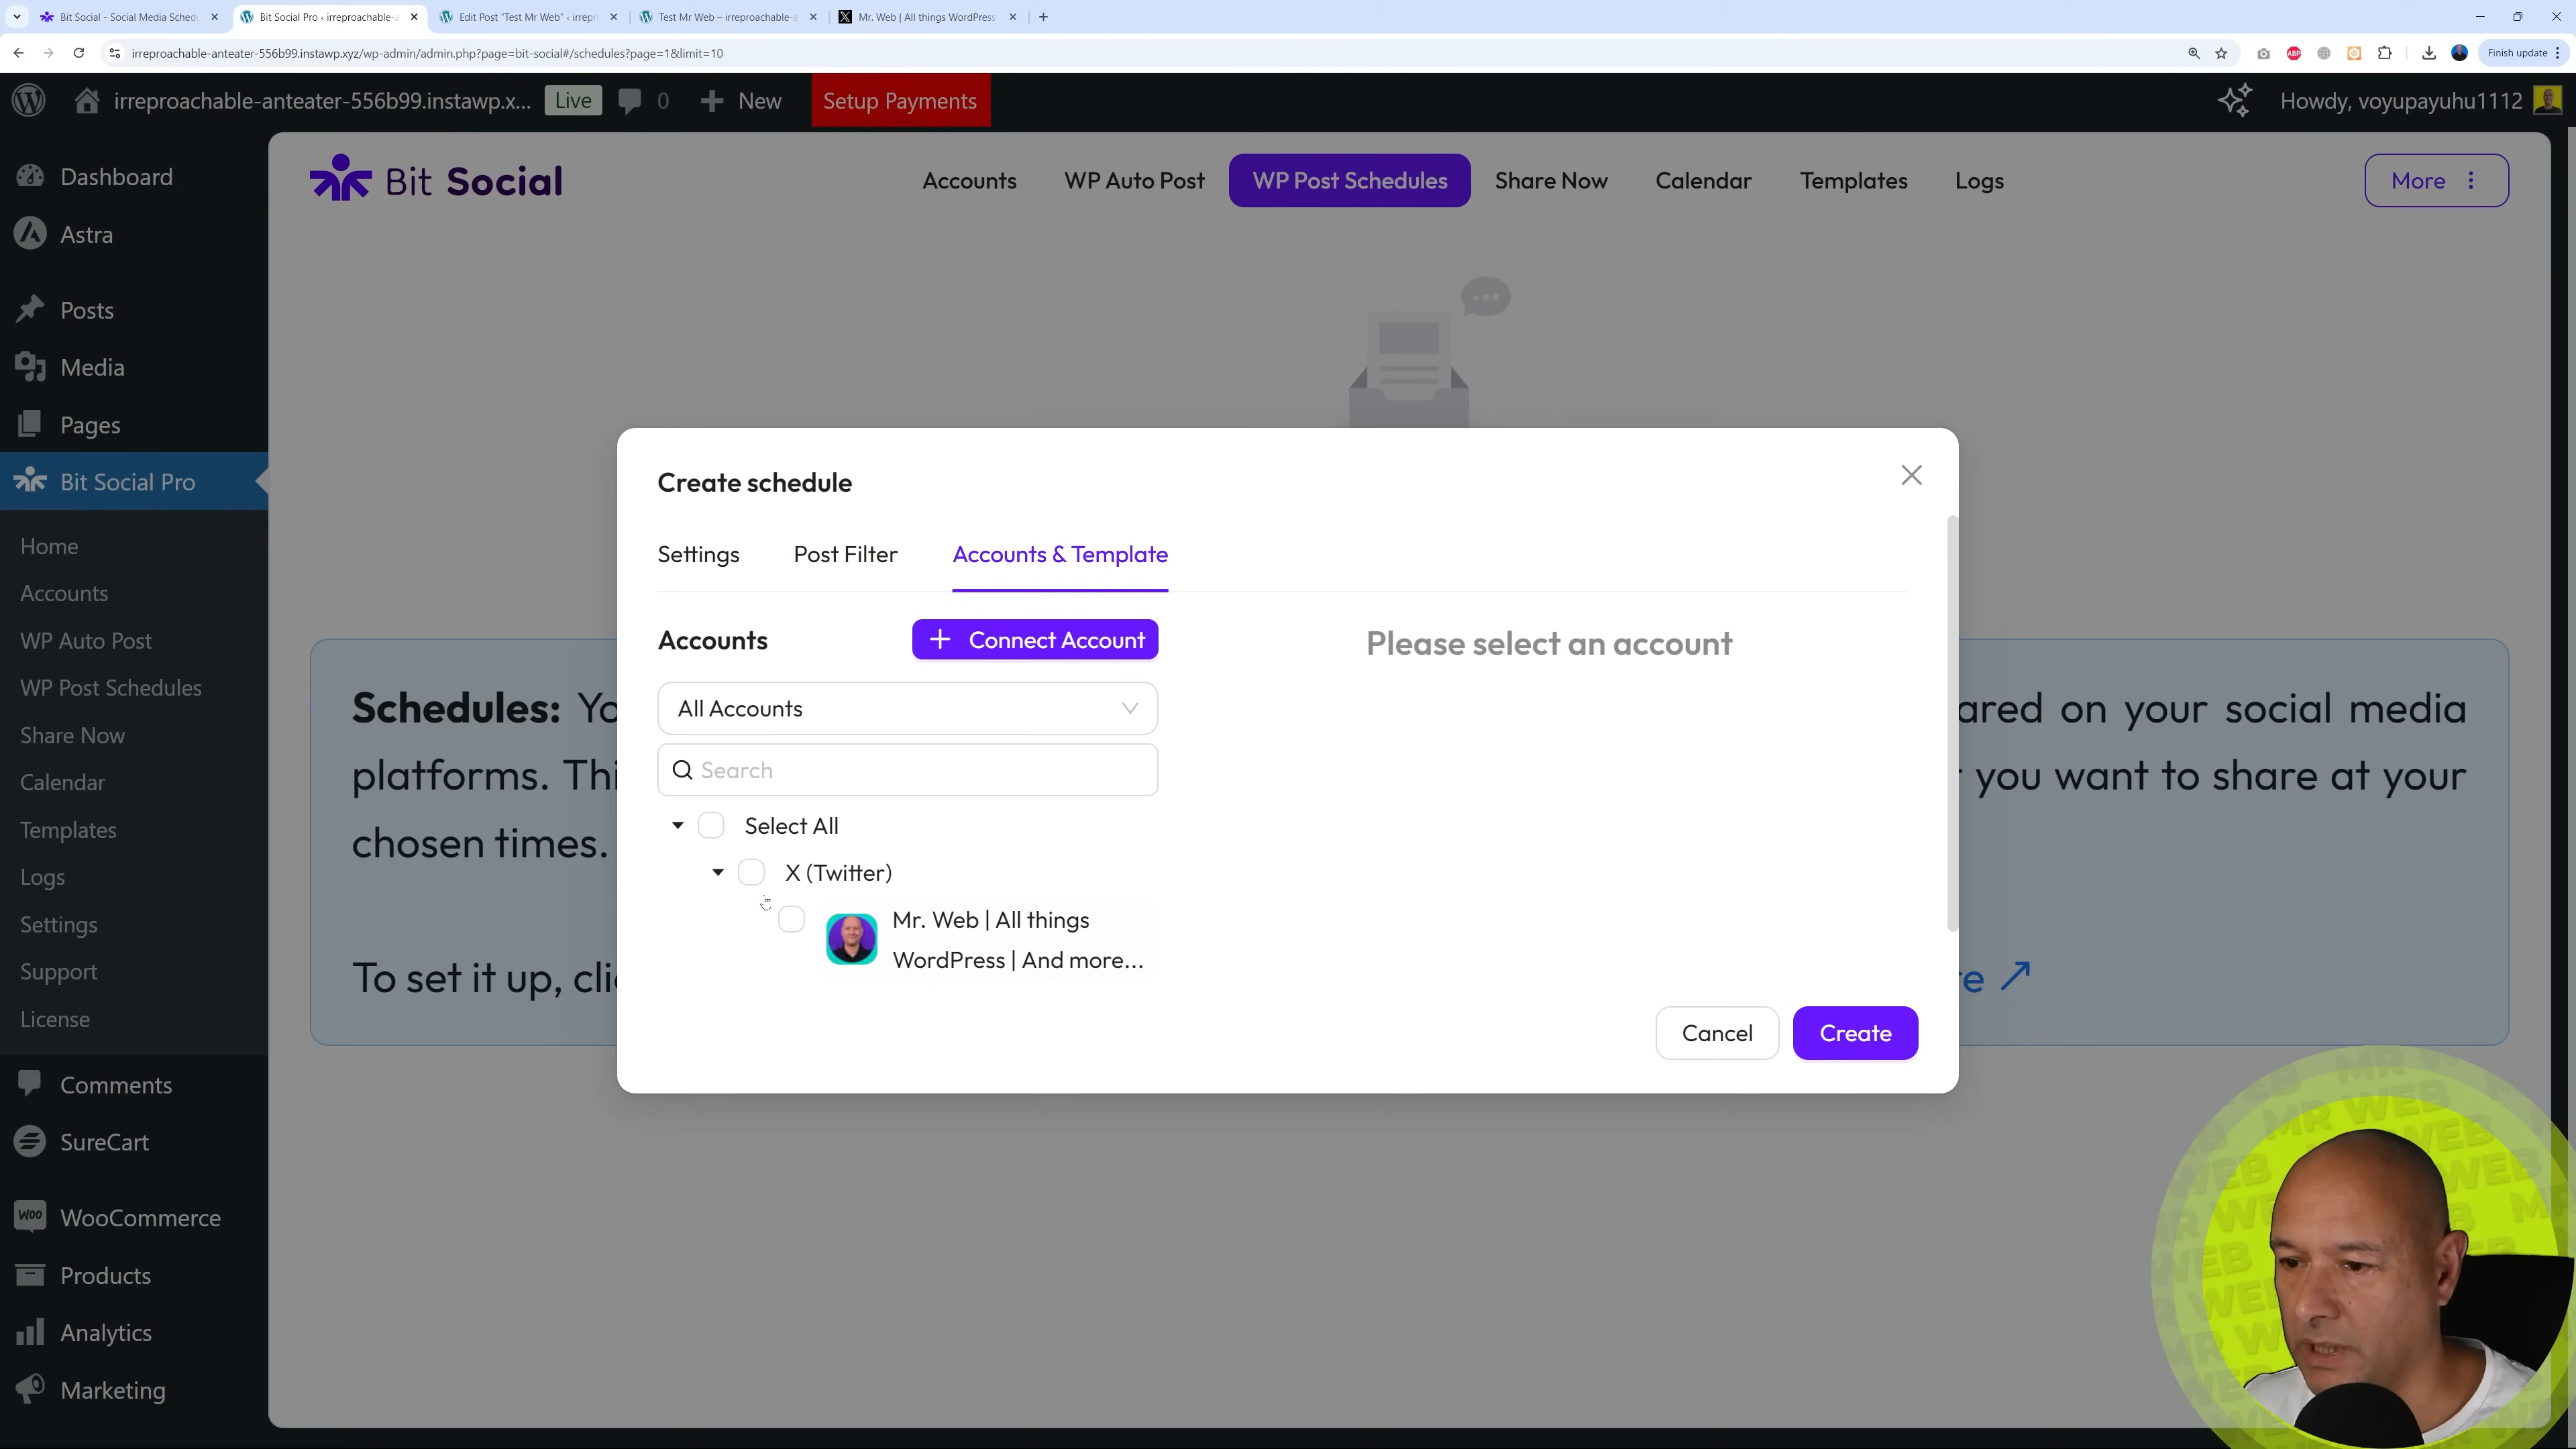 Bit Social - Social Media Sched
Bit Social Pro ‹ irreproachable-a
Edit Post "Test Mr Web" ‹ irrepr
Test Mr Web – irreproachable-a
Mr. Web | All things WordPress
irreproachable-anteater-556b99.instawp.xyz/wp-admin/admin.php?page=bit-social#/schedules?page=1&limit=10
ABP
Finish update
irreproachable-anteater-556b99.instawp.x...
Live
0
New
Setup Payments
Howdy, voyupayuhu1112
Dashboard
Astra
Posts
Media
Pages
Bit Social Pro
Home
Accounts
WP Auto Post
WP Post Schedules
Share Now
Calendar
Templates
Logs
Settings
Support
License
Comments
SureCart
Woo
WooCommerce
Products
Analytics
Marketing
Bit Social
Accounts
WP Auto Post
WP Post Schedules
Share Now
Calendar
Templates
Logs
More
Create schedule
Settings
Post Filter
Accounts & Template
Accounts
Connect Account
Please select an account
All Accounts
Search
Select All
X (Twitter)
Mr. Web | All things
WordPress | And more...
Cancel
Create
Schedules: Yo
ared on your social media
platforms. Thi
you want to share at your
chosen times.
To set it up, cli
e
MR WEB